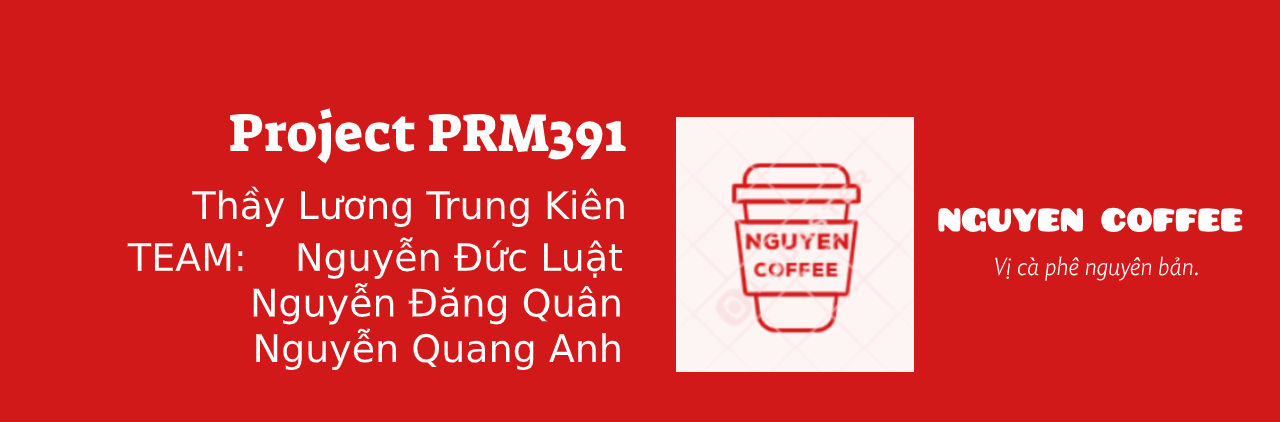 Project PRM391
Thầy Lương Trung Kiên
TEAM: Nguyễn Đức Luật
Nguyễn Đăng Quân
Nguyễn Quang Anh
NGUYEN
COFFEE
NGUYEN COFFEE
Vị cà phê nguyên bản.